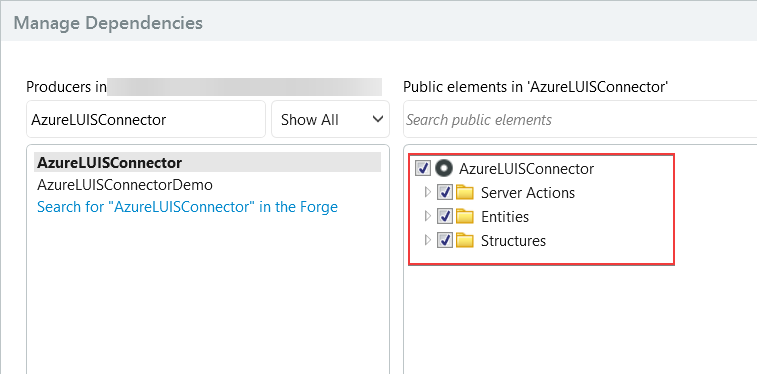 Manage Dependencies
Producers in
Public elements in 'AzureLUISConnector'
AzureLUISConnector
Show All
Search public elements
AzureLUISConnector
AzureLUISConnectorDemo
Search for "AzureLUISConnector" in the Forge
AzureLUISConnector
Server Actions
Entities
Structures